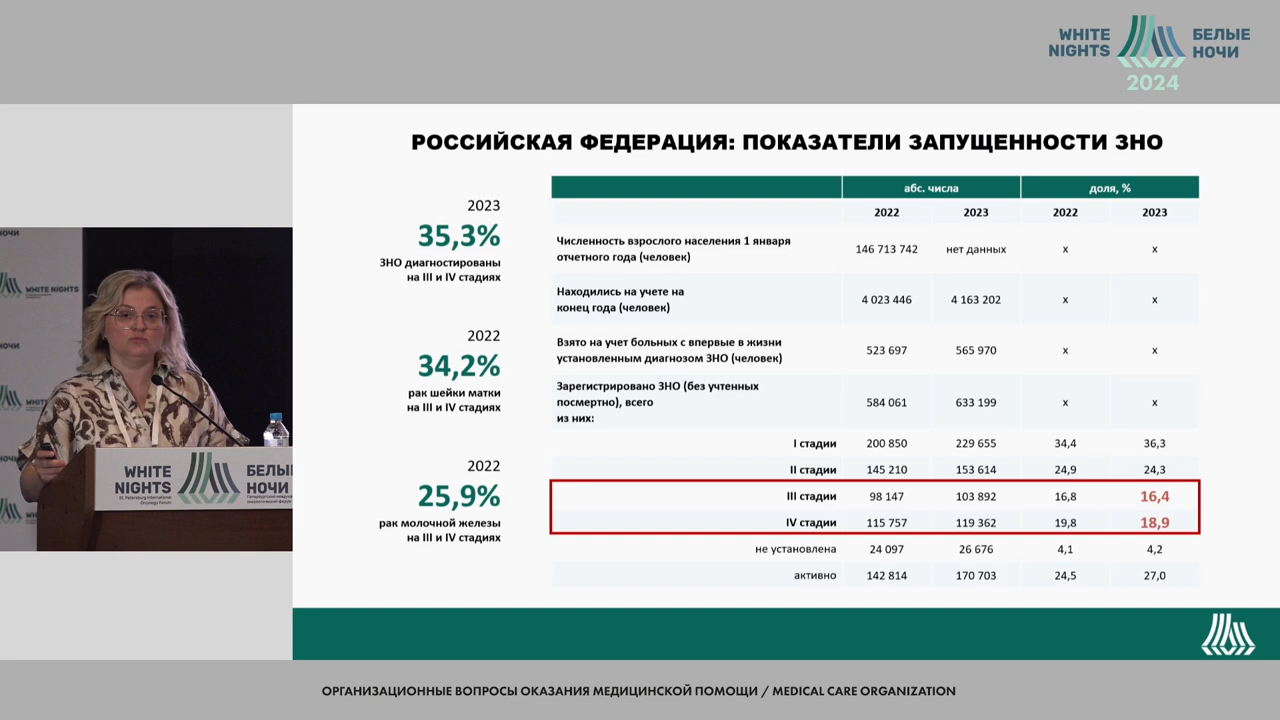 WHITE
NIGHTS
БЕЛЫЕ
НОЧИ
2024
РОССИЙСКАЯ ФЕДЕРАЦИЯ: ПОКАЗАТЕЛИ ЗАПУЩЕННОСТИ ЗНО
2023
35,3%
ЗНО диагностированы
на III и IV стадиях
2022
34,2%
рак шейки матки
на III и IV стадиях
2022
25,9%
рак молочной железы
на III и IV стадиях
абс. числа доля, %
2022 2023 2022 2023
Численность взрослого населения 1 января
отчетного года (человек) 146 713 742 нет данных x x
Находились на учете на
конец года (человек) 4 023 446 4 163 202 x x
Взято на учет больных с впервые в жизни
установленным диагнозом ЗНО (человек) 523 697 565 970 x x
Зарегистрировано ЗНО (без учтенных
посмертно), всего 584 061 633 199 x x
из них:
I стадии 200 850 229 655 34,4 36,3
II стадии 145 210 153 614 24,9 24,3
III стадии 98 147 103 892 16,8 16,4
IV стадии 115 757 119 362 19,8 18,9
не установлена 24 097 26 676 4,1 4,2
активно 142 814 170 703 24,5 27,0
НОЧИ
WHITE NIGHTS
WHITE
NIGHTS
St. Petersburg International
Oncology Forum
БЕЛЫЕ
НОЧИ
ОРГАНИЗАЦИОННЫЕ ВОПРОСЫ ОКАЗАНИЯ МЕДИЦИНСКОЙ ПОМОЩИ / MEDICAL CARE ORGANIZATION